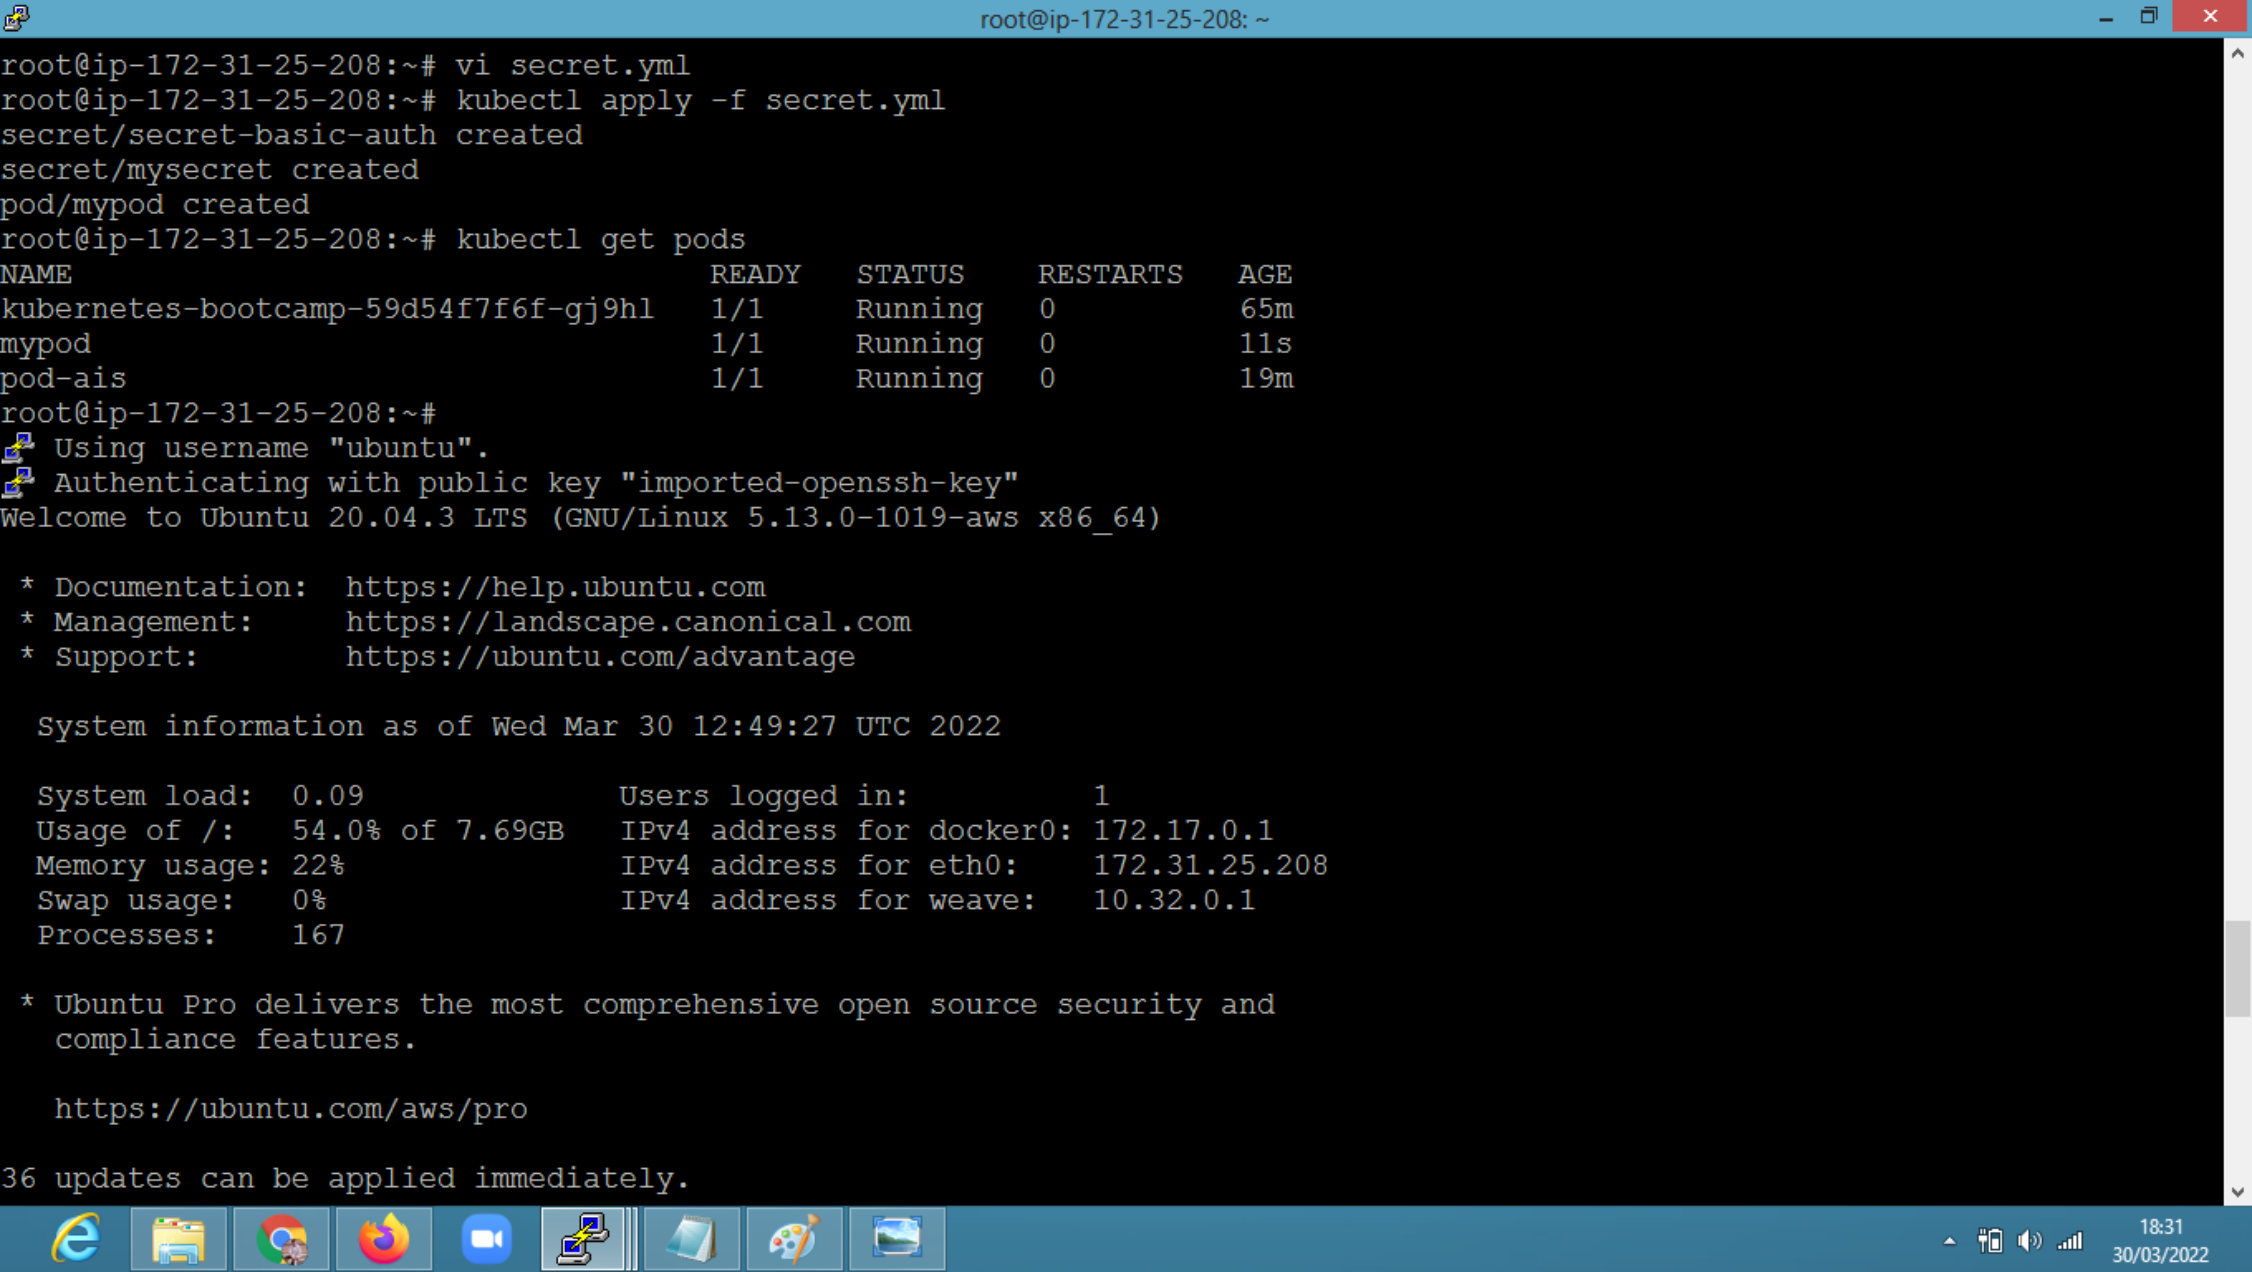 root@ip-172-31-25-208: ~
root@ip-172-31-25-208:~# vi secret.yml
root@ip-172-31-25-208:~# kubectl apply -f secret.yml
secret/secret-basic-auth created
secret/mysecret created
pod/mypod created
root@ip-172-31-25-208:~# kubectl get pods
NAME READY STATUS RESTARTS AGE
kubernetes-bootcamp-59d54f7f6f-gj9hl 1/1 Running 0 65m
mypod 1/1 Running 0 11s
pod-ais 1/1 Running 0 19m
root@ip-172-31-25-208:~#
Using username "ubuntu".
Authenticating with public key "imported-openssh-key"
Welcome to Ubuntu 20.04.3 LTS (GNU/Linux 5.13.0-1019-aws x86_64)
* Documentation: https://help.ubuntu.com
* Management: https://landscape.canonical.com
* Support: https://ubuntu.com/advantage
System information as of Wed Mar 30 12:49:27 UTC 2022
System load: 0.09 Users logged in: 1
Usage of /: 54.0% of 7.69GB IPv4 address for docker0: 172.17.0.1
Memory usage: 22% IPv4 address for eth0: 172.31.25.208
Swap usage: 0% IPv4 address for weave: 10.32.0.1
Processes: 167
* Ubuntu Pro delivers the most comprehensive open source security and
compliance features.
https://ubuntu.com/aws/pro
36 updates can be applied immediately.
18:31
30/03/2022